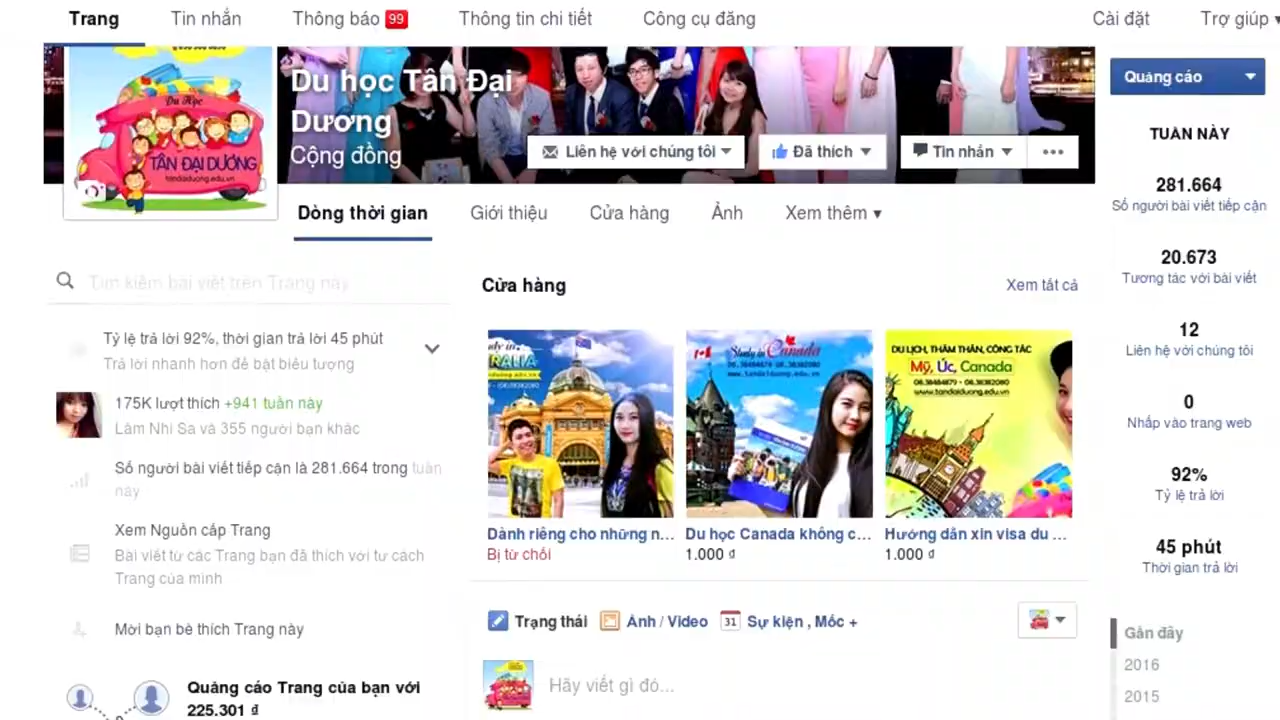 Trang
Tin nhắn
Thông báo 99
Thông tin chi tiết
Công cụ đăng
Cài đặt
Trợ giúp
Du học Tân Đại
Dương
Cộng đồng
Du Học
TÂN ĐẠI DƯƠNG
tandaiduong.edu.vn
Liên hệ với chúng tôi
Đã thích
Tin nhắn
Quảng cáo
Dòng thời gian
Giới thiệu
Cửa hàng
Ảnh
Xem thêm
TUẦN NÀY
281.664
Số người bài viết tiếp cận
20.673
Tương tác với bài viết
12
Liên hệ với chúng tôi
0
Nhấp vào trang web
92%
Tỷ lệ trả lời
45 phút
Thời gian trả lời
Gần đây
2016
2015
Tìm kiếm bài viết trên Trang này
Tỷ lệ trả lời 92%, thời gian trả lời 45 phút
Trả lời nhanh hơn để bật biểu tượng
175K lượt thích +941 tuần này
Lâm Nhi Sa và 355 người bạn khác
Số người bài viết tiếp cận là 281.664 trong tuần
này
Xem Nguồn cấp Trang
Bài viết từ các Trang bạn đã thích với tư cách
Trang của mình
Mời bạn bè thích Trang này
Quảng cáo Trang của bạn với
225.301 ₫
Cửa hàng
Xem tất cả
Study in Canada
DU LỊCH, THĂM THÂN, CÔNG TÁC
Mỹ, Úc, Canada
www.tandaiduong.edu.vn
Dành riêng cho những n...
Bị từ chối
Du học Canada không c...
1.000 ₫
Hướng dẫn xin visa du ...
1.000 ₫
Trạng thái
Ảnh / Video
31 Sự kiện , Mốc +
Hãy viết gì đó...